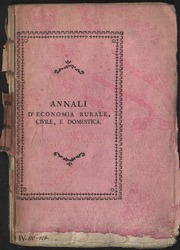 ANNALI
D'ECONOMIA RURALE,
CIVILE, E DOMESTICA.